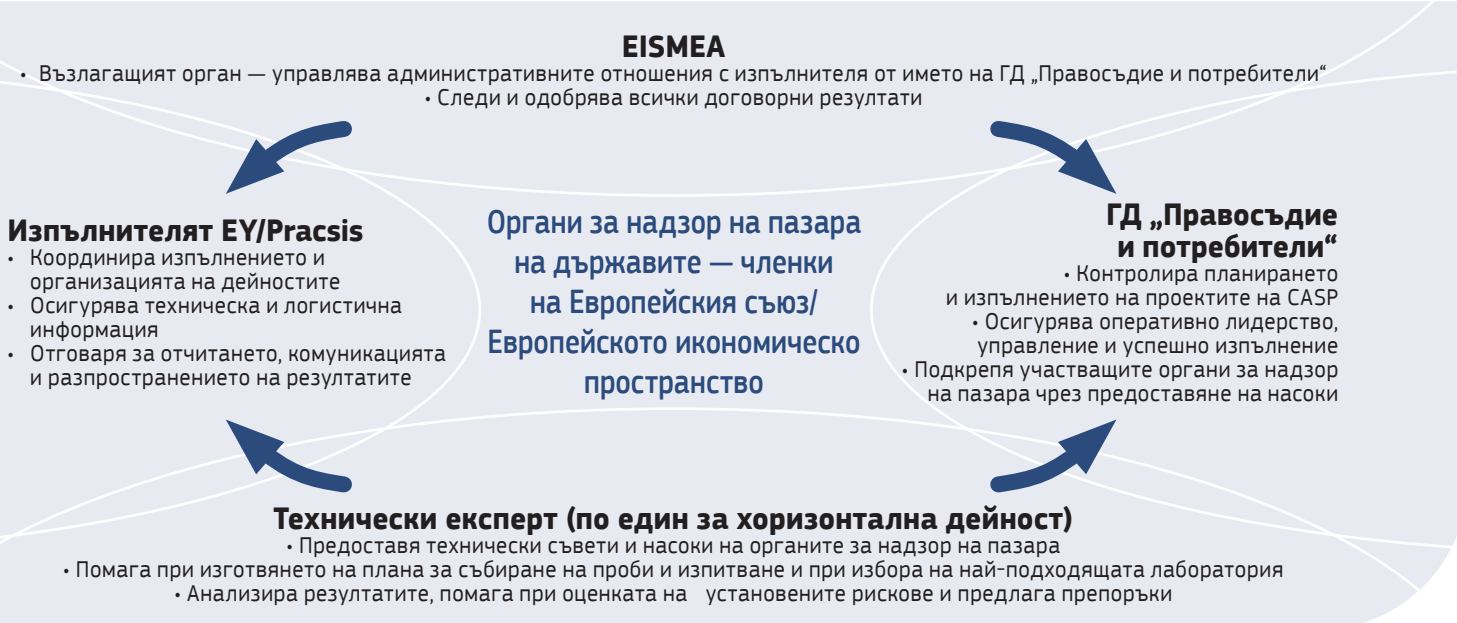 EISMEA
• Възлагащият орган — управлява административните отношения с изпълнителя от името на ГД „Правосъдие и потребители“
• Следи и одобрява всички договорни резултати
Изпълнителят EY/Pracsis
• Координира изпълнението и
организацията на дейностите
• Осигурява техническа и логистична
информация
• Отговаря за отчитането, комуникацията
и разпространението на резултатите
Органи за надзор на пазара
на държавите — членки
на Европейския съюз/
Европейското икономическо
пространство
ГД „Правосъдие
и потребители“
• Контролира планирането
и изпълнението на проектите на CASP
• Осигурява оперативно лидерство,
управление и успешно изпълнение
• Подкрепя участващите органи за надзор
на пазара чрез предоставяне на насоки
Технически експерт (по един за хоризонтална дейност)
• Предоставя технически съвети и насоки на органите за надзор на пазара
• Помага при изготвянето на плана за събиране на проби и изпитване и при избора на най-подходящата лаборатория
• Анализира резултатите, помага при оценката на установените рискове и предлага препоръки